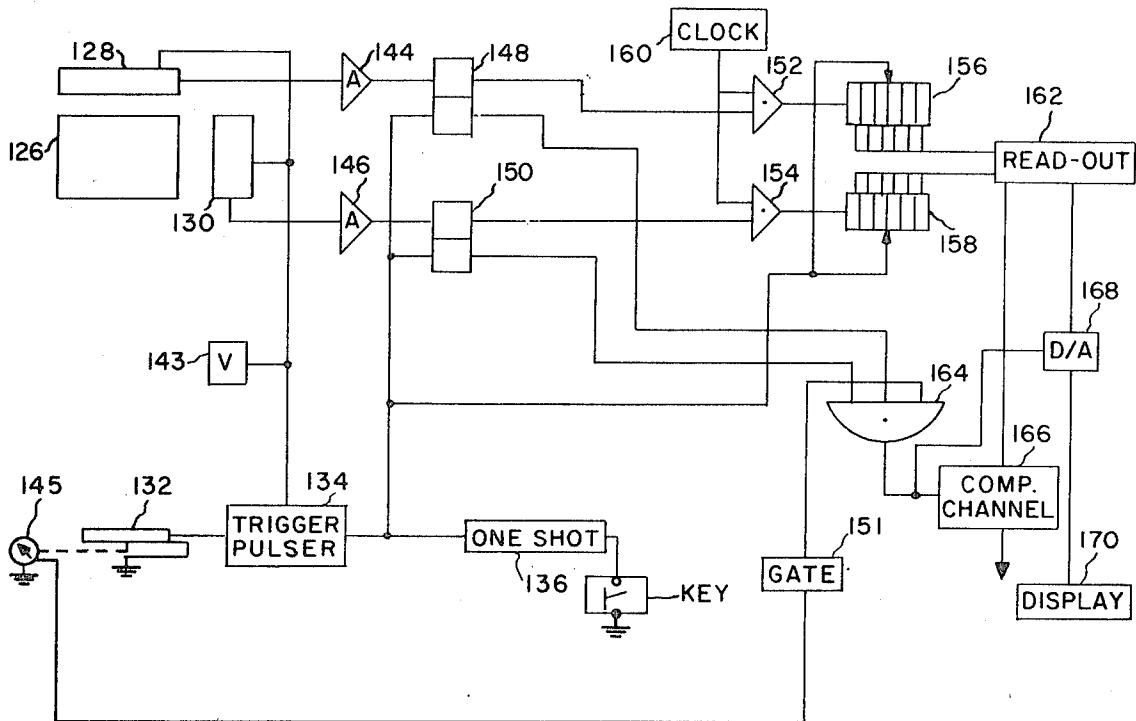 CLOCK
128
144
148
160
152
156
A
162
READ-OUT
126
130
146
150
154
A
158
168
D/A
143
V
164
166
COMP.
CHANNEL
145
132
134
TRIGGER
PULSER
ONE SHOT
136
KEY
151
GATE
170
DISPLAY